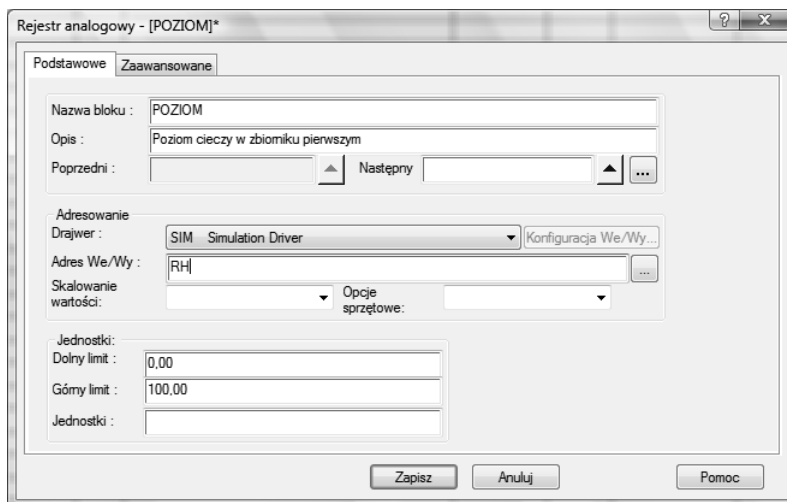 Rejestr analogowy - [POZIOM]*
Podstawowe Zaawansowane
Nazwa bloku : POZIOM
Opis : Poziom cieczy w zbiorniku pierwszym
Poprzedni : Następny ...
Adresowanie
Drajwer : SIM Simulation Driver Konfiguracja We/Wy...
Adres We/Wy : RH ...
Skalowanie wartości: Opcje sprzętowe:
Jednostki:
Dolny limit : 0,00
Górny limit : 100,00
Jednostki :
Zapisz Anuluj Pomoc